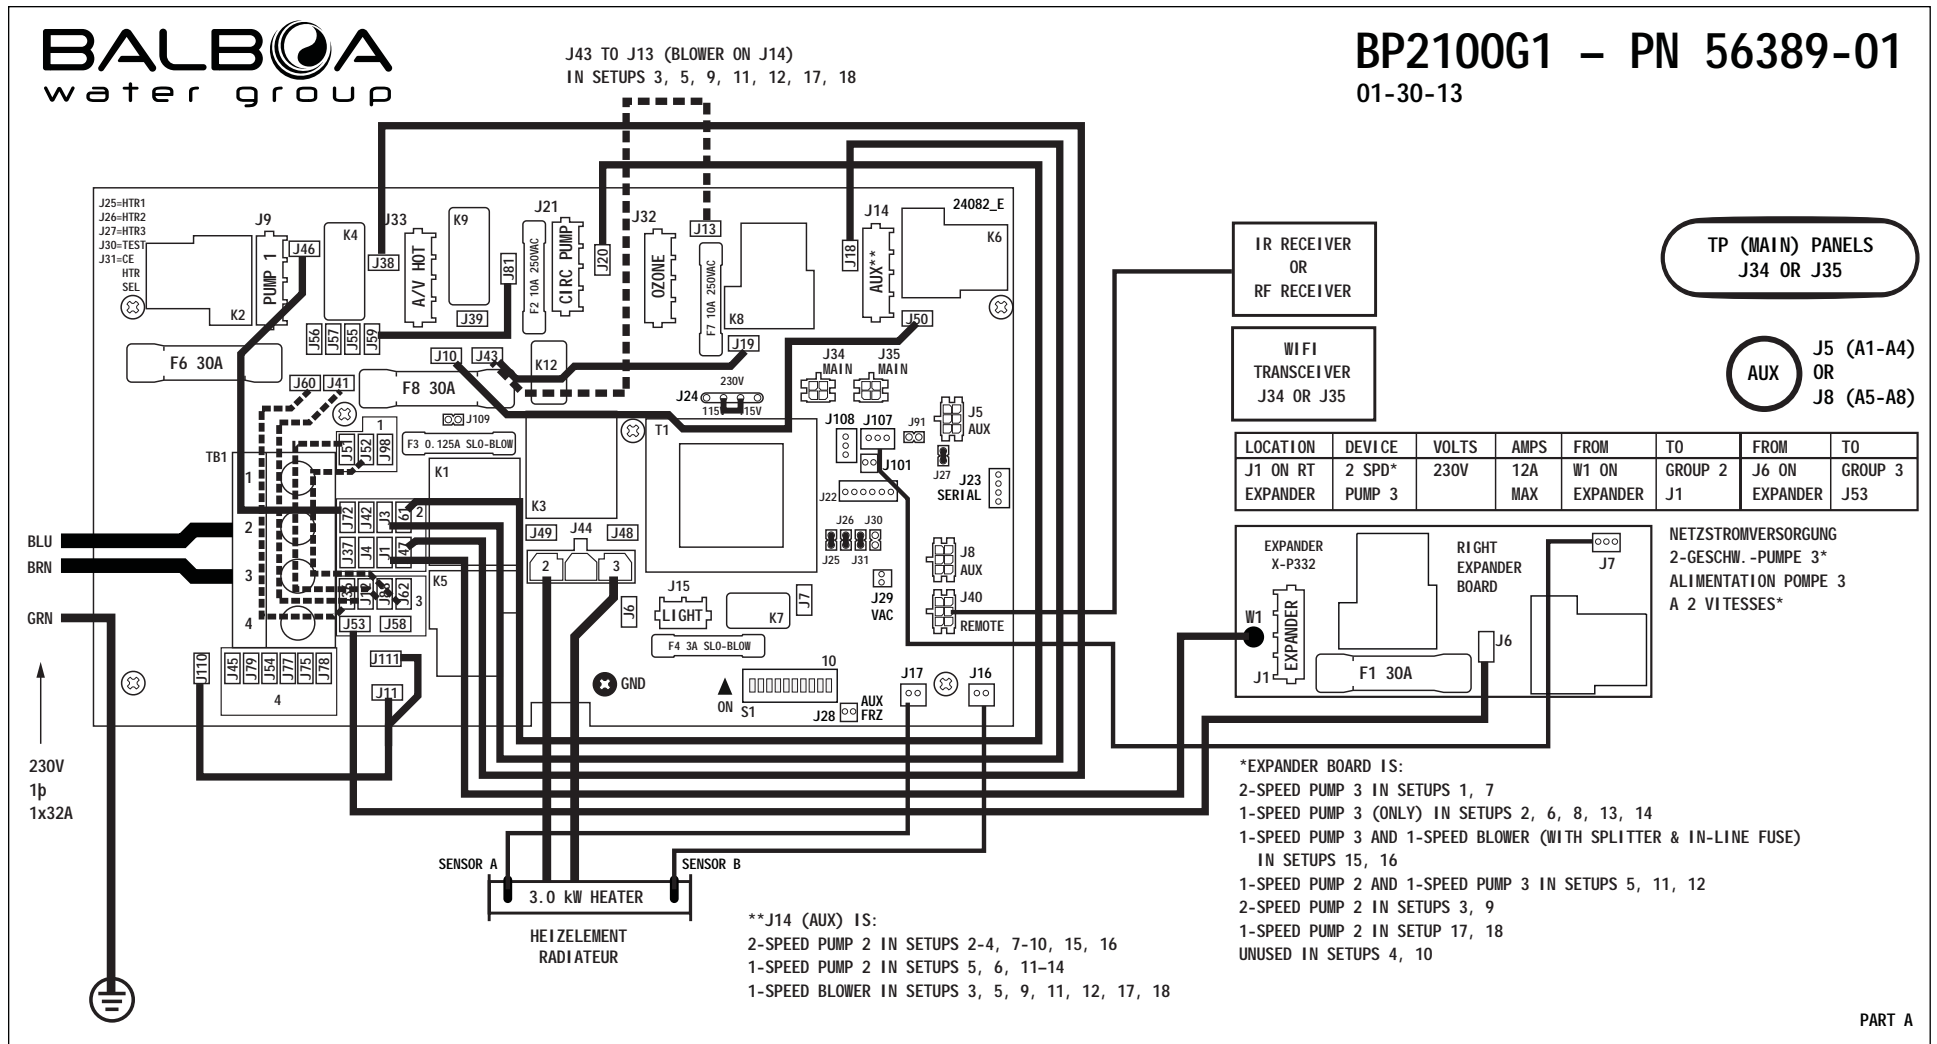 BALBOA
water group
J43 TO J13 (BLOWER ON J14)
IN SETUPS 3, 5, 9, 11, 12, 17, 18
BP2100G1 – PN 56389-01
01-30-13
J25=HTR1
J26=HTR2
J27=HTR3
J30=TEST
J31=CE
HTR
SEL
J9
PUMP 1
J46
K2
K4
J33
A/V HOT
J38
K9
J39
J81
J21
F2 10A 250VAC
CIRC PUMP
J20
J32
OZONE
J13
F7 10A 250VAC
K8
J18
J14
AUX**
24082_E
K6
J50
J56
J57
J55
J59
F6 30A
J10
J43
K12
J19
J60
J41
F8 30A
J24
230V
115V
115V
J34
MAIN
J35
MAIN
J109
F3 0.125A SLO-BLOW
T1
J108
J107
J91
J5
AUX
J101
J27
J23
SERIAL
J22
TB1
1
2
3
4
1
J51
J52
J98
K1
K3
J72
J42
J3
J61
2
J37
J4
J1
J47
K5
J62
3
J53
J58
J49
J44
J48
2
3
J26
J30
J25
J31
J8
AUX
J29
VAC
J40
REMOTE
J15
LIGHT
J6
K7
J7
F4 3A SLO-BLOW
J110
J45
J79
J54
J77
J75
J78
4
J111
J11
GND
ON
S1
10
J28
AUX
FRZ
J17
J16
BLU
BRN
GRN
230V
1þ
1x32A
SENSOR A
SENSOR B
3.0 kW HEATER
HEIZELEMENT
RADIATEUR
IR RECEIVER
OR
RF RECEIVER
WIFI
TRANSCEIVER
J34 OR J35
TP (MAIN) PANELS
J34 OR J35
AUX
J5 (A1-A4)
OR
J8 (A5-A8)
LOCATION DEVICE VOLTS AMPS FROM TO FROM TO
J1 ON RT 2 SPD* 230V 12A W1 ON GROUP 2 J6 ON GROUP 3
EXPANDER PUMP 3 MAX EXPANDER J1 EXPANDER J53
EXPANDER
X-P332
RIGHT
EXPANDER
BOARD
J7
W1
EXPANDER
J1
F1 30A
J6
NETZSTROMVERSORGUNG
2-GESCHW.-PUMPE 3*
ALIMENTATION POMPE 3
A 2 VITESSES*
*EXPANDER BOARD IS:
2-SPEED PUMP 3 IN SETUPS 1, 7
1-SPEED PUMP 3 (ONLY) IN SETUPS 2, 6, 8, 13, 14
1-SPEED PUMP 3 AND 1-SPEED BLOWER (WITH SPLITTER & IN-LINE FUSE)
IN SETUPS 15, 16
1-SPEED PUMP 2 AND 1-SPEED PUMP 3 IN SETUPS 5, 11, 12
2-SPEED PUMP 2 IN SETUPS 3, 9
1-SPEED PUMP 2 IN SETUP 17, 18
UNUSED IN SETUPS 4, 10
**J14 (AUX) IS:
2-SPEED PUMP 2 IN SETUPS 2-4, 7-10, 15, 16
1-SPEED PUMP 2 IN SETUPS 5, 6, 11–14
1-SPEED BLOWER IN SETUPS 3, 5, 9, 11, 12, 17, 18
PART A